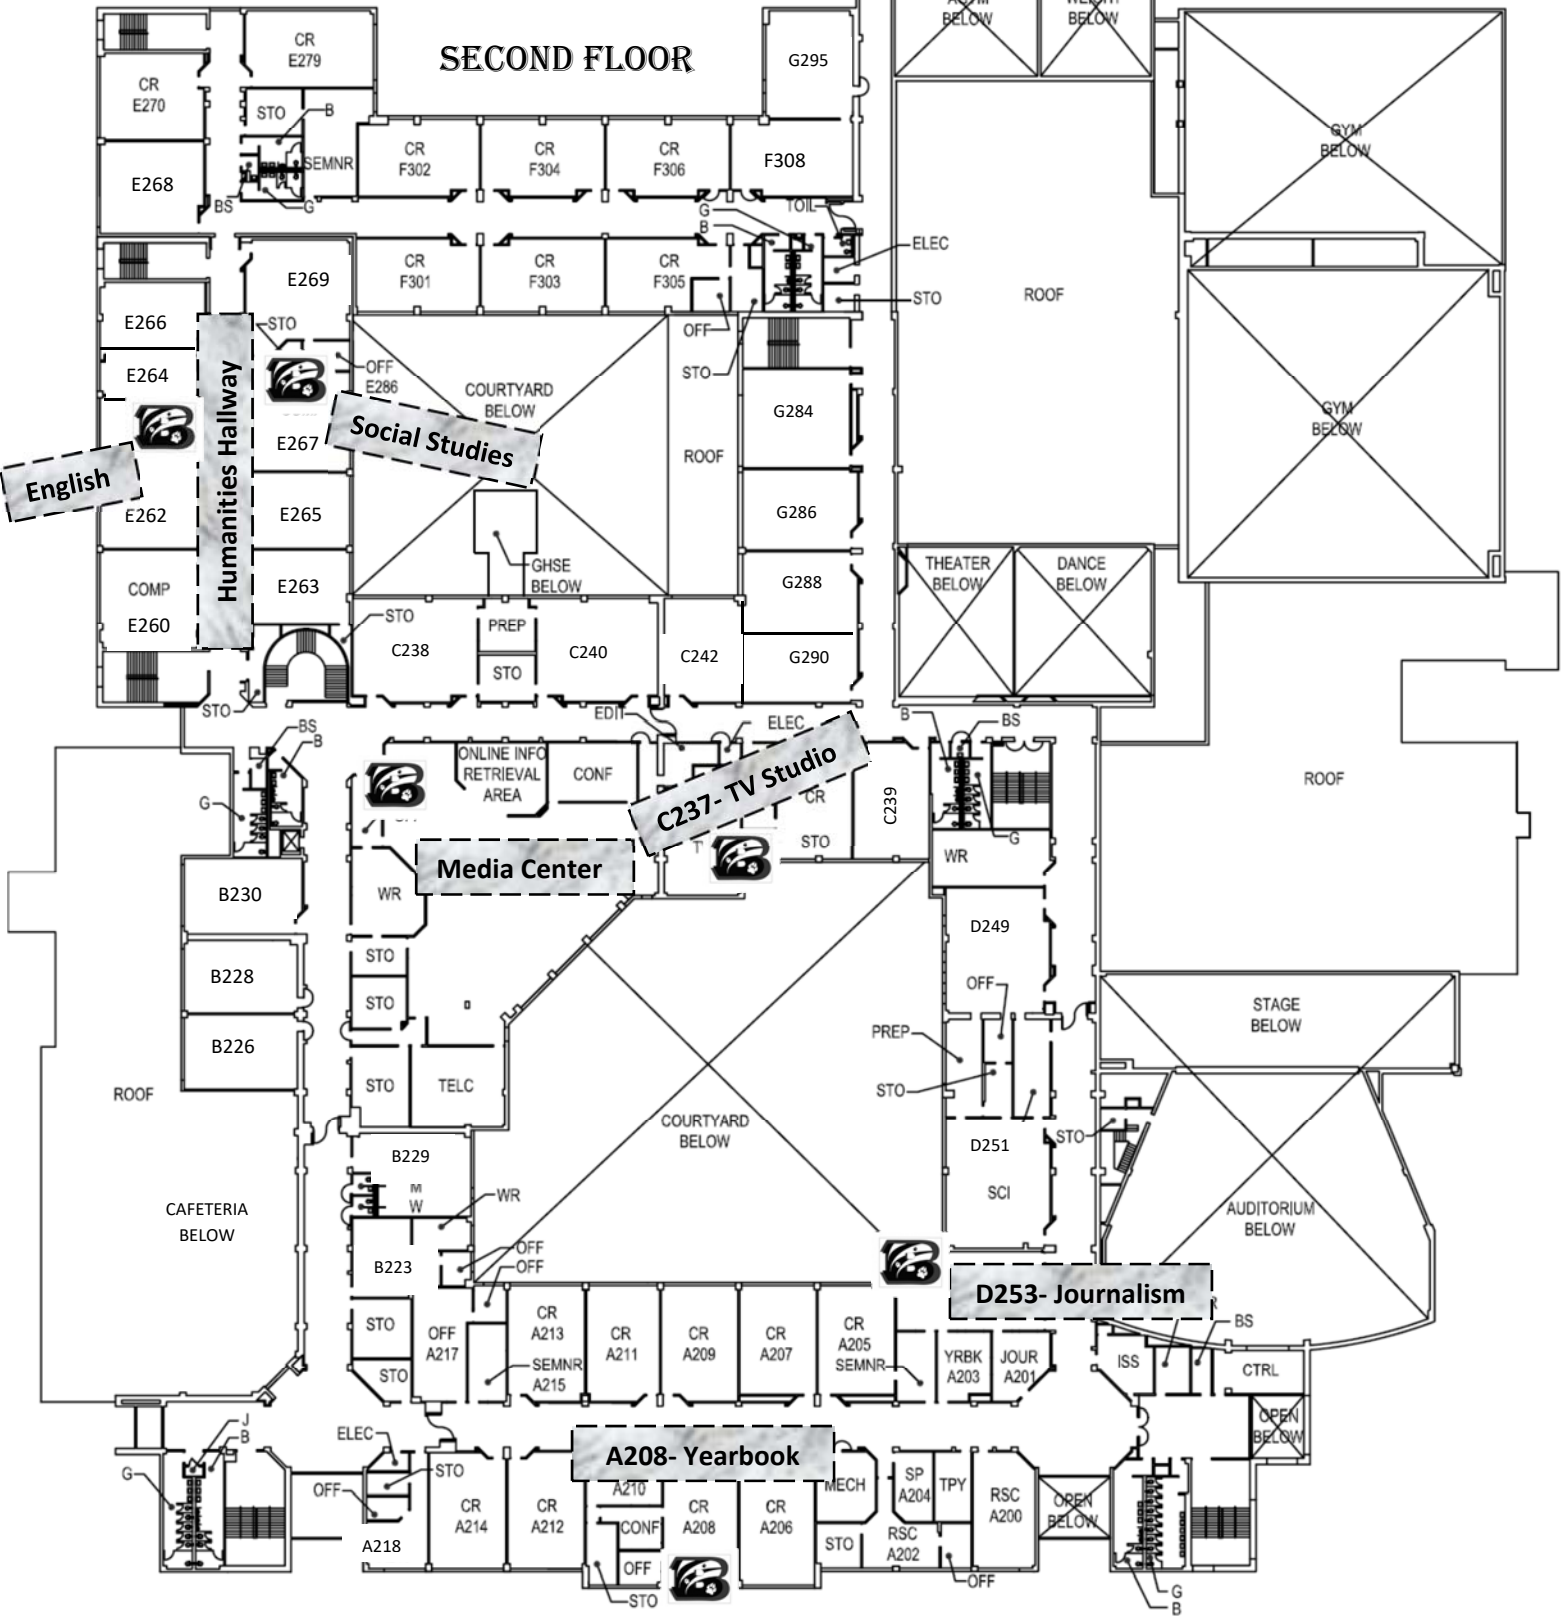 SECOND FLOOR
BELOW
BELOW
CR
E279
G295
CR
E270
STO
B
GYM
BELOW
SEMNR
CR
F302
CR
F304
CR
F306
F308
E268
BS
G
G
B
TOIL
ELEC
STO
E269
CR
F301
CR
F303
CR
F305
ROOF
OFF
STO
E266
STO
E264
OFF
E286
COURTYARD
BELOW
G284
GYM
BELOW
Humanities Hallway
Social Studies
E267
ROOF
English
E262
E265
G286
GHSE
BELOW
THEATER
BELOW
DANCE
BELOW
COMP
E260
E263
G288
STO
PREP
C238
STO
C240
C242
G290
STO
EDIT
ELEC
B
BS
BS
B
ONLINE INFO
RETRIEVAL
AREA
CONF
C237- TV Studio
CR
STO
C239
ROOF
G
G
WR
Media Center
WR
B230
D249
STO
B228
STO
OFF
STAGE
BELOW
B226
PREP
STO
TELC
STO
ROOF
COURTYARD
BELOW
STO
B229
M
W
D251
SCI
WR
CAFETERIA
BELOW
AUDITORIUM
BELOW
OFF
OFF
B223
D253- Journalism
BS
STO
OFF
A217
CR
A213
CR
A211
CR
A209
CR
A207
CR
A205
SEMNR
A215
SEMNR
YRBK
A203
JOUR
A201
ISS
CTRL
STO
J
B
G
ELEC
STO
OFF
A208- Yearbook
OPEN
BELOW
A210
MECH
SP
A204
TPY
CR
A214
CR
A212
CONF
OFF
CR
A208
CR
A206
RSC
A200
OPEN
BELOW
A218
STO
RSC
A202
OFF
STO
G
B